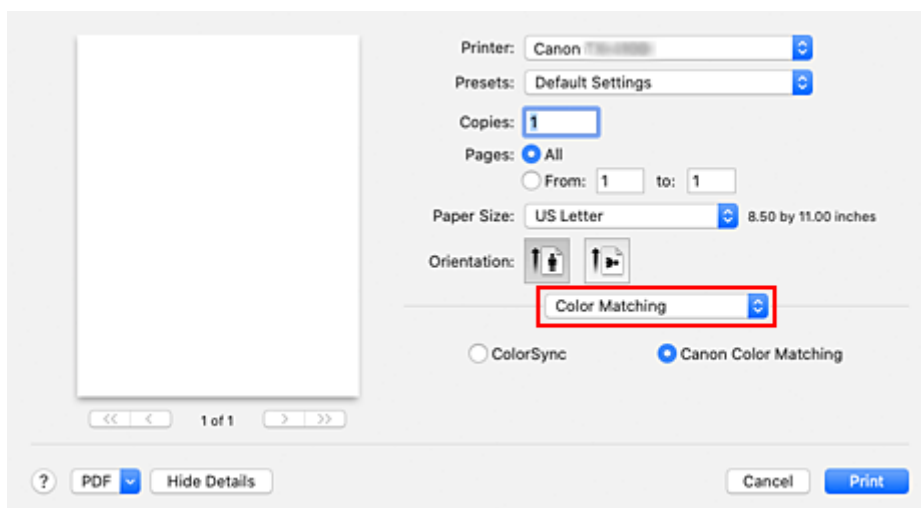 Printer: Canon
Presets: Default Settings
Copies: 1
Pages: All
From: 1 to: 1
Paper Size: US Letter 8.50 by 11.00 inches
Orientation:
Color Matching
ColorSync Canon Color Matching
<< < 1 of 1 > >>
? PDF Hide Details Cancel Print